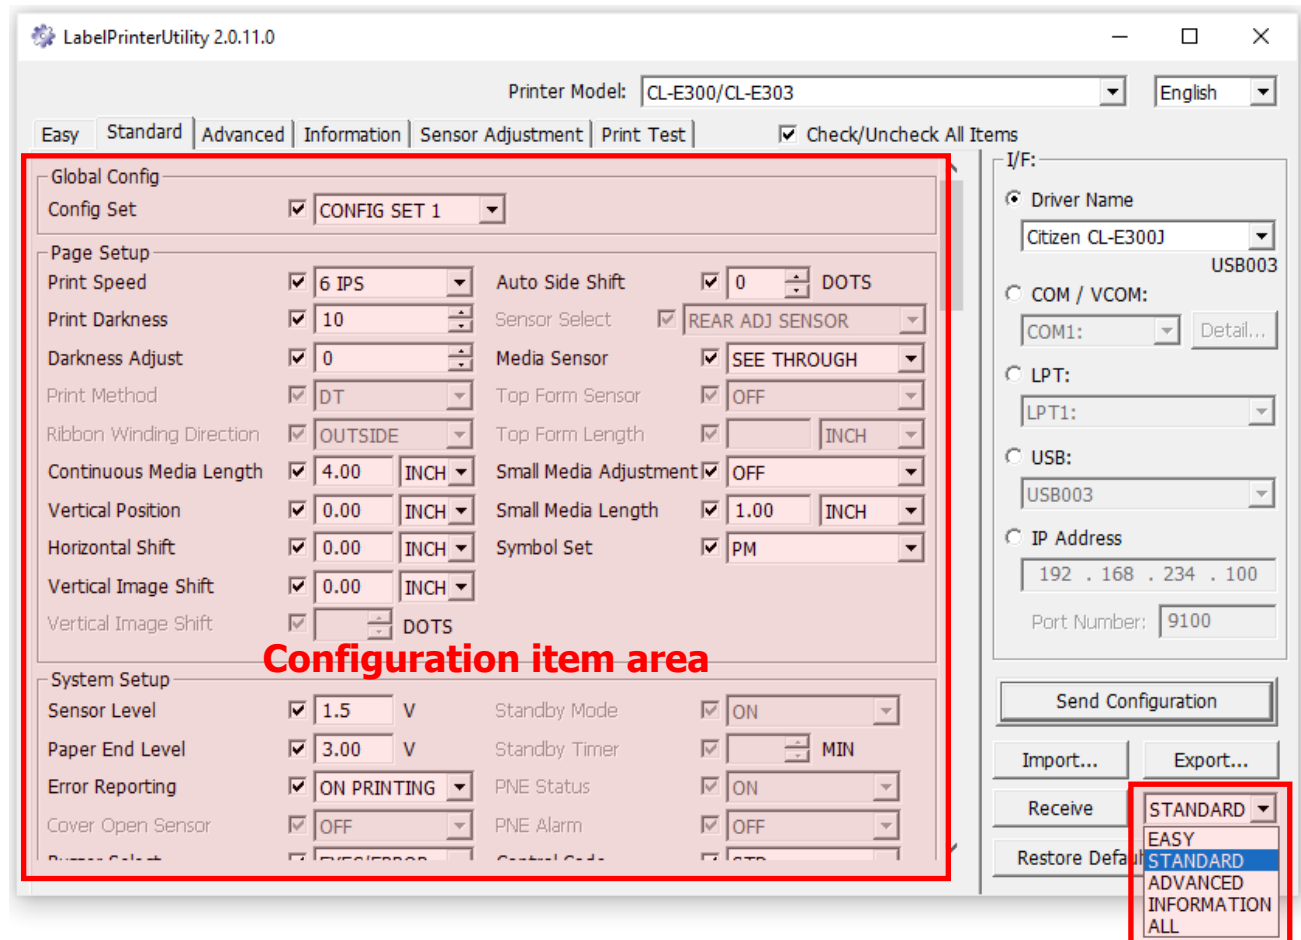 LabelPrinterUtility 2.0.11.0
Printer Model: CL-E300/CL-E303 English
Easy Standard Advanced Information Sensor Adjustment Print Test Check/Uncheck All Items
Global Config
Config Set CONFIG SET 1
Page Setup
Print Speed 6 IPS Auto Side Shift 0 DOTS
Print Darkness 10 Sensor Select REAR ADJ SENSOR
Darkness Adjust 0 Media Sensor SEE THROUGH
Print Method DT Top Form Sensor OFF
Ribbon Winding Direction OUTSIDE Top Form Length INCH
Continuous Media Length 4.00 INCH Small Media Adjustment OFF
Vertical Position 0.00 INCH Small Media Length 1.00 INCH
Horizontal Shift 0.00 INCH Symbol Set PM
Vertical Image Shift 0.00 INCH
Vertical Image Shift DOTS
Configuration item area
System Setup
Sensor Level 1.5 V Standby Mode ON
Paper End Level 3.00 V Standby Timer MIN
Error Reporting ON PRINTING PNE Status ON
Cover Open Sensor OFF PNE Alarm OFF
I/F:
Driver Name
Citizen CL-E300J
USB003
COM / VCOM:
COM1: Detail...
LPT:
LPT1:
USB:
USB003
IP Address
192 . 168 . 234 . 100
Port Number: 9100
Send Configuration
Import... Export...
Receive STANDARD
Restore Defau
EASY
STANDARD
ADVANCED
INFORMATION
ALL